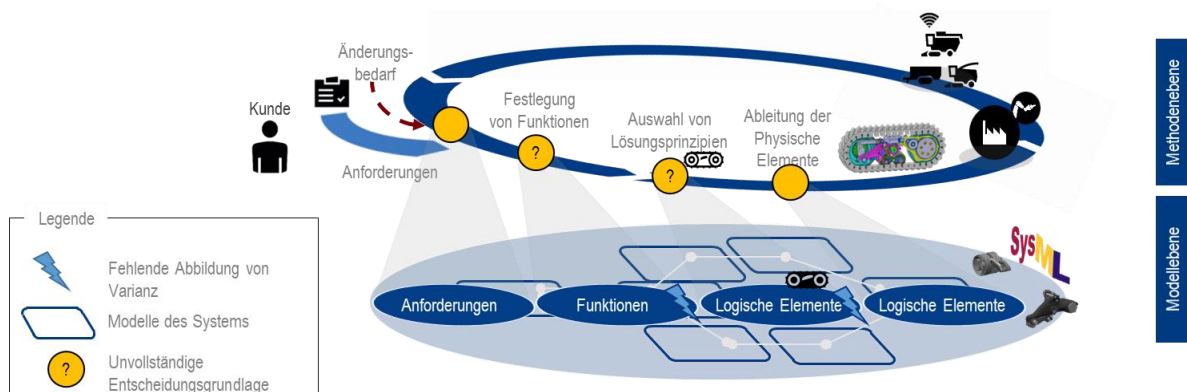 Änderungs-
bedarf
Kunde
Anforderungen
Festlegung
von Funktionen
?
Auswahl von
Lösungsprinzipien
?
Ableitung der
Physische
Elemente
Methodenebene
Legende
Fehlende Abbildung von
Varianz
Modelle des Systems
?
Unvollständige
Entscheidungsgrundlage
Anforderungen
Funktionen
Logische Elemente
Logische Elemente
SysML
Modellebene